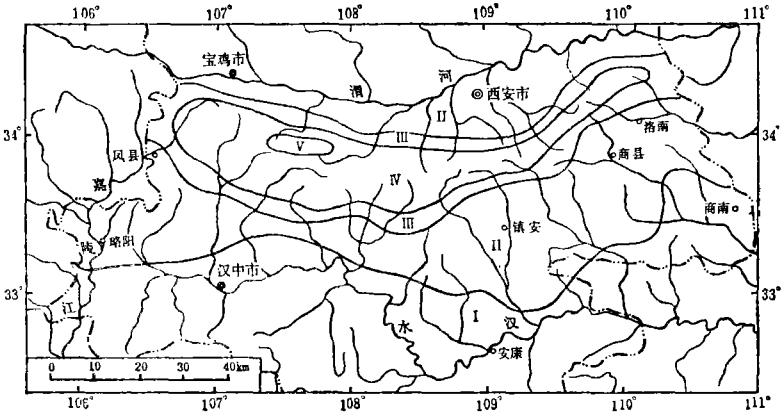 106° 107° 108° 109° 110° 111°
宝鸡市
渭 河
II 西安市
34° III 洛南 34°
V
凤县 商县
嘉 IV
III 商南
陵 略阳 镇安
II
汉中市
33° 33°
江 I
水 汉
安康
0 10 20 30 40km
106° 107° 108° 109° 110° 111°